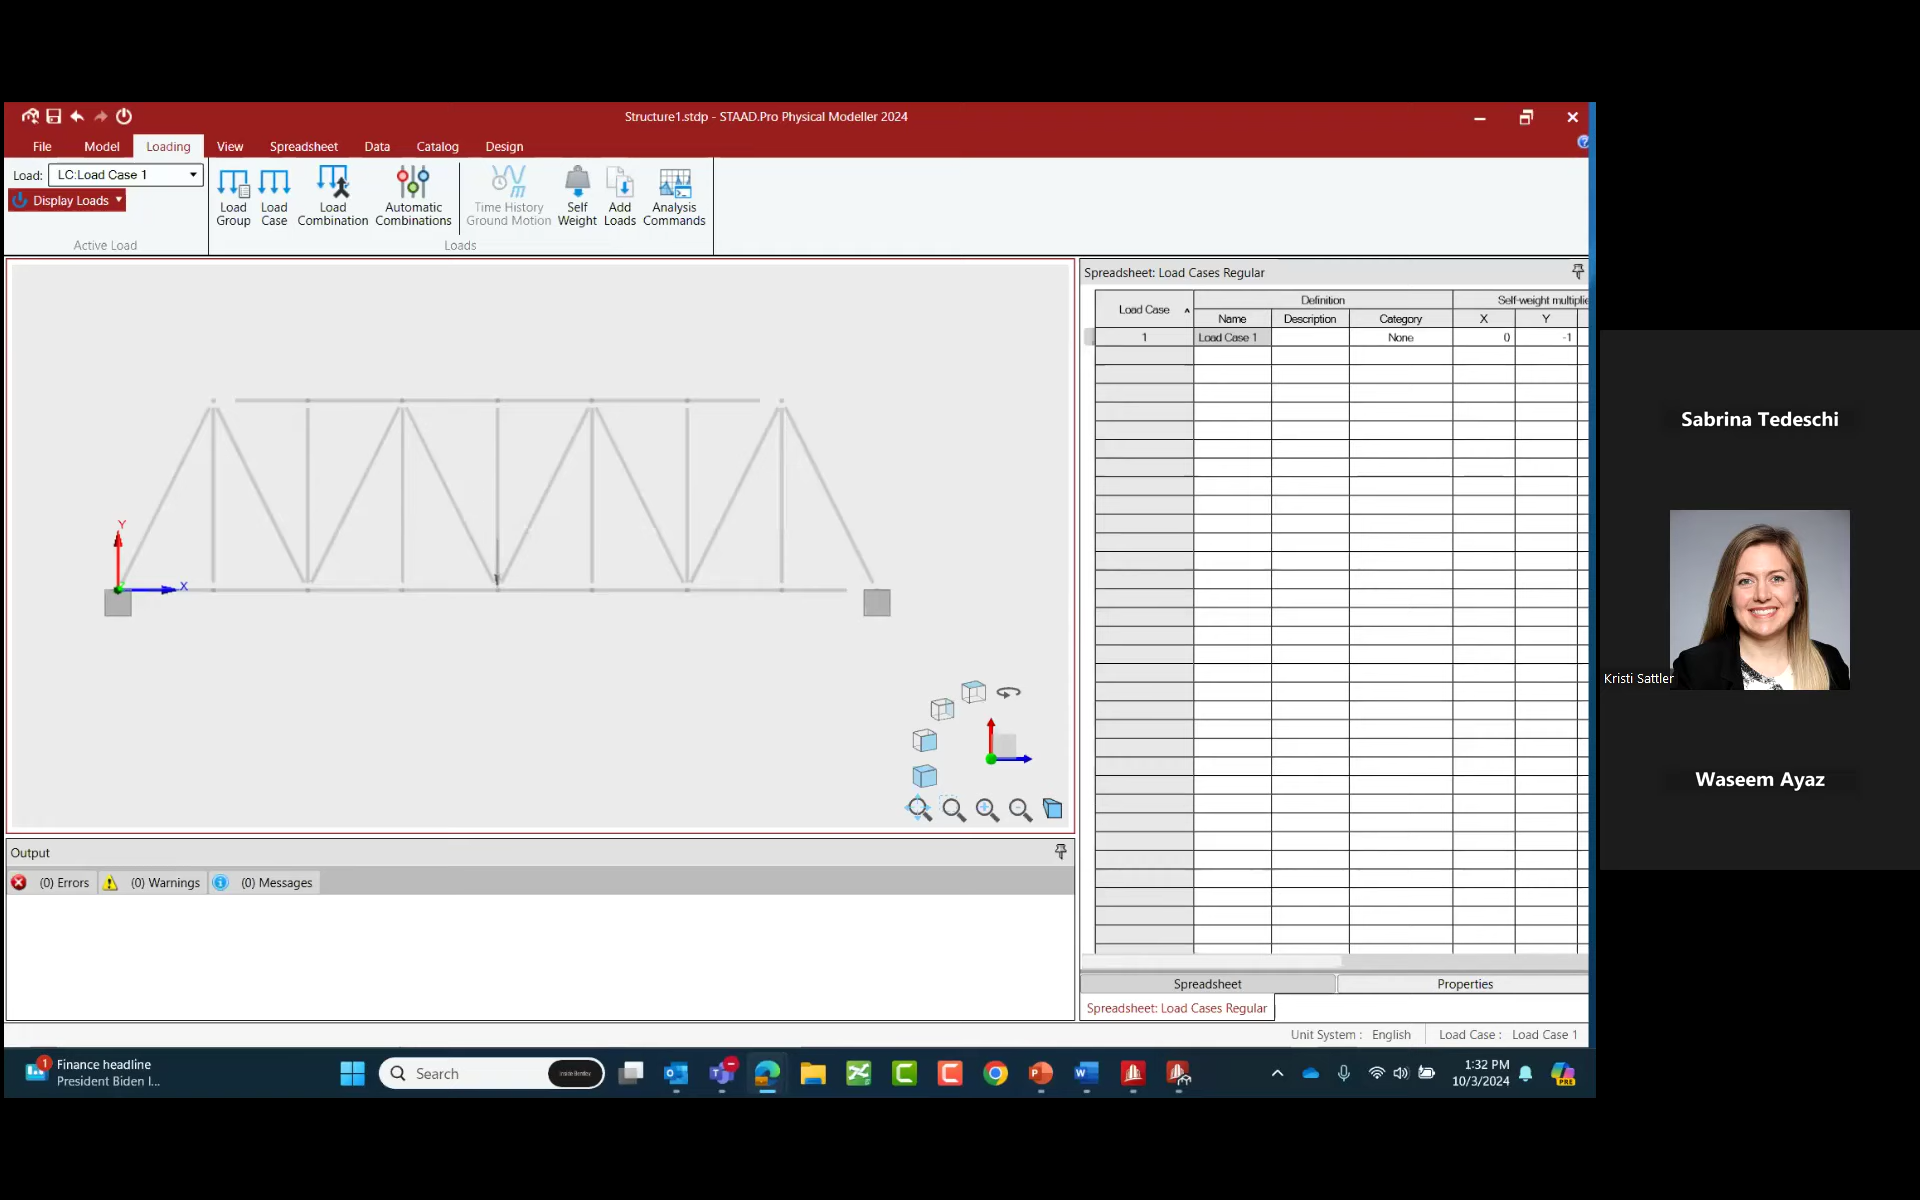 Structure1.stdp - STAAD.Pro Physical Modeller 2024
File Model Loading View Spreadsheet Data Catalog Design
Load: LC:Load Case 1
Display Loads
Active Load
Load Group
Load Case
Load Combination
Automatic Combinations
Time History Ground Motion
Self Weight
Add Loads
Analysis Commands
Loads
Y
X
Spreadsheet: Load Cases Regular
Load Case Definition Self-weight multiplie
Name Description Category X Y
1 Load Case 1 None 0 -1
Output
(0) Errors (0) Warnings (0) Messages
Spreadsheet Properties
Spreadsheet: Load Cases Regular
Unit System : English Load Case : Load Case 1
1 Finance headline
President Biden I...
Search
1:32 PM
10/3/2024
PRE
Sabrina Tedeschi
Kristi Sattler
Waseem Ayaz